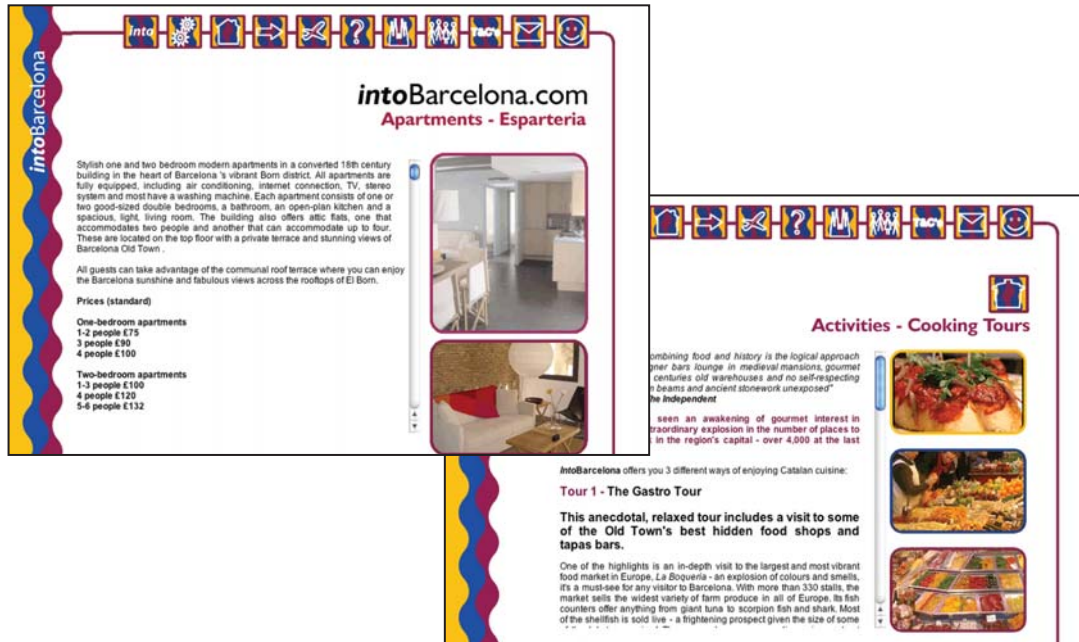 Into
T&C's
intoBarcelona
intoBarcelona.com
Apartments - Esparteria
Stylish one and two bedroom modern apartments in a converted 18th century
building in the heart of Barcelona 's vibrant Born district. All apartments are
fully equipped, including air conditioning, internet connection, TV, stereo
system and most have a washing machine. Each apartment consists of one or
two good-sized double bedrooms, a bathroom, an open-plan kitchen and a
spacious, light, living room. The building also offers attic flats, one that
accommodates two people and another that can accommodate up to four.
These are located on the top floor with a private terrace and stunning views of
Barcelona Old Town .
All guests can take advantage of the communal roof terrace where you can enjoy
the Barcelona sunshine and fabulous views across the rooftops of El Born.
Prices (standard)
One-bedroom apartments
1-2 people £75
3 people £90
4 people £100
Two-bedroom apartments
1-3 people £100
4 people £120
5-6 people £132
T&C's
Activities - Cooking Tours
ombining food and history is the logical approach
gner bars lounge in medieval mansions, gourmet
centuries old warehouses and no self-respecting
n beams and ancient stonework unexposed"
he Independent
seen an awakening of gourmet interest in
traordinary explosion in the number of places to
in the region's capital - over 4,000 at the last
IntoBarcelona offers you 3 different ways of enjoying Catalan cuisine:
Tour 1 - The Gastro Tour
This anecdotal, relaxed tour includes a visit to some
of the Old Town's best hidden food shops and
tapas bars.
One of the highlights is an in-depth visit to the largest and most vibrant
food market in Europe, La Boqueria - an explosion of colours and smells,
it's a must-see for any visitor to Barcelona. With more than 330 stalls, the
market sells the widest variety of farm produce in all of Europe. Its fish
counters offer anything from giant tuna to scorpion fish and shark. Most
of the shellfish is sold live - a frightening prospect given the size of some